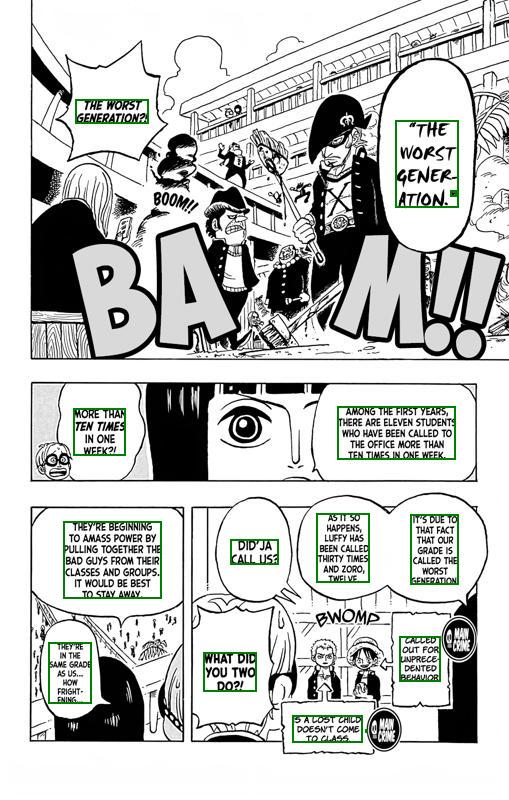 "THE
WORST
GENER-
ATION."
THE WORST
GENERATION?!
BOOM!!
BAM!!
AMONG THE FIRST YEARS,
THERE ARE ELEVEN STUDENTS
WHO HAVE BEEN CALLED TO
THE OFFICE MORE THAN
TEN TIMES IN ONE WEEK.
MORE THAN
TEN TIMES
IN ONE
WEEK?!
IT'S DUE TO
THAT FACT
THAT OUR
GRADE IS
CALLED THE
WORST
GENERATION
AS IT SO
HAPPENS,
LUFFY HAS
BEEN CALLED
THIRTY TIMES
AND ZORO,
TWELVE
DID'JA
CALL US?
BWOMP
MAIN
CRIME
CALLED
OUT FOR
UNPREC-
DENTED
BEHAVIOR
WHAT DID
YOU TWO
DO?!
S A LOST CHILD
DOESN'T COME
TO CLASS
MAIN
CRIME
THEY'RE BEGINNING
TO AMASS POWER BY
PULLING TOGETHER THE
BAD GUYS FROM THEIR
CLASSES AND GROUPS.
IT WOULD BE BEST
TO STAY AWAY.
THEY'RE
IN THE
SAME GRADE
AS US...
HOW
FRIGHT-
ENING...